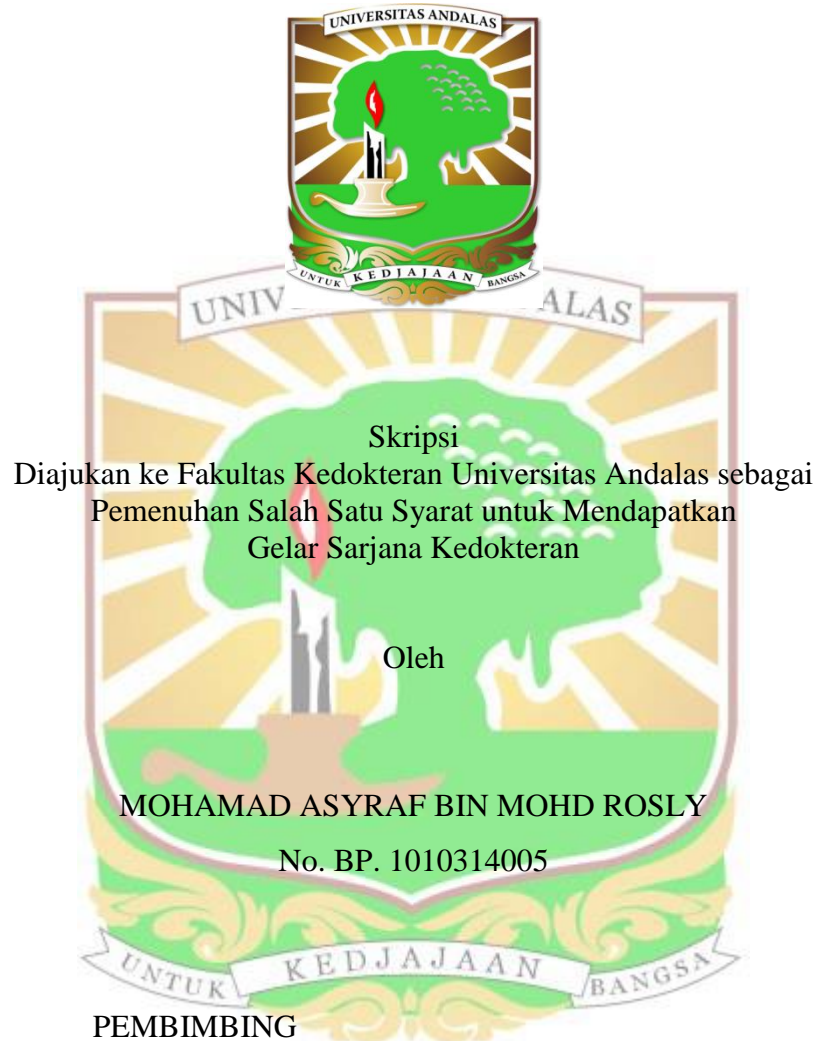 UNIVERSITAS ANDALAS
UNTUK KEDJAJAAN BANGSA
UNIV ALAS
Skripsi
Diajukan ke Fakultas Kedokteran Universitas Andalas sebagai
Pemenuhan Salah Satu Syarat untuk Mendapatkan
Gelar Sarjana Kedokteran
Oleh
MOHAMAD ASYRAF BIN MOHD ROSLY
No. BP. 1010314005
UNTUK KEDJAJAAN BANGSA
PEMBIMBING